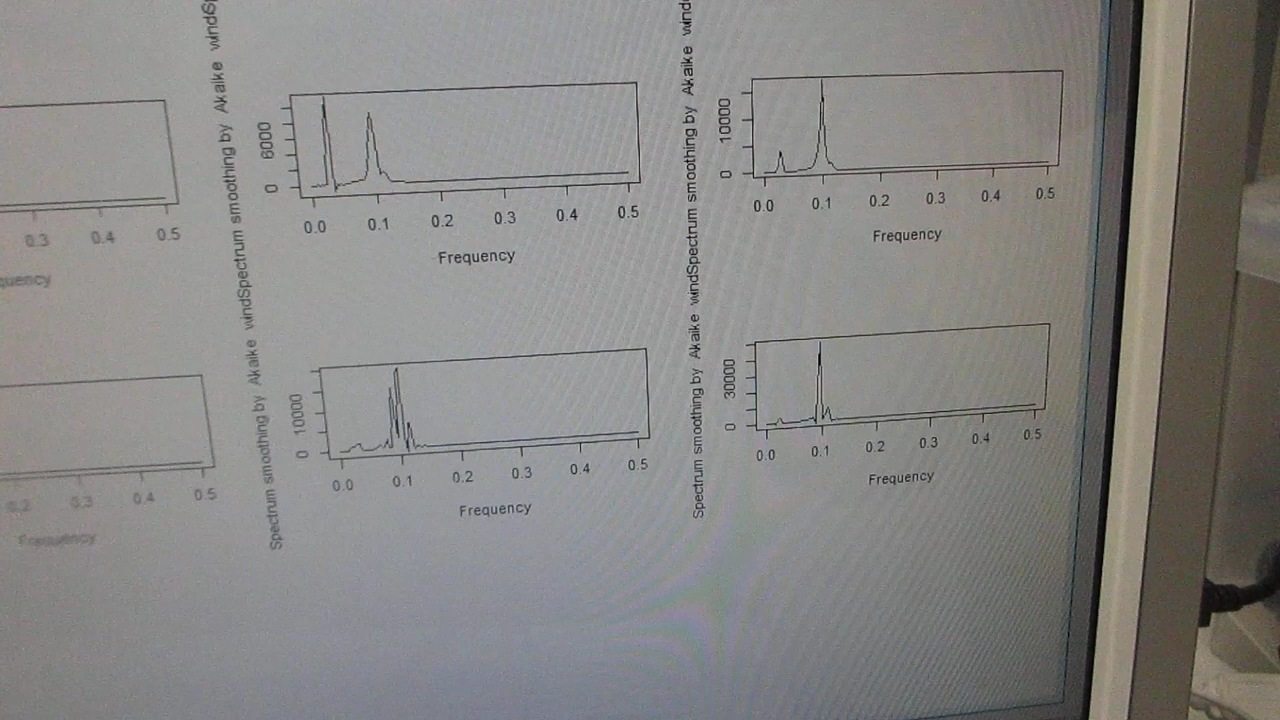 0.3 0.4 0.5
quency
0.3 0.4 0.5
Spectrum smoothing by Akaike windSpectrum smoothing by Akaike windSp
0 6000
0.0 0.1 0.2 0.3 0.4 0.5
Frequency
0 10000
0.0 0.1 0.2 0.3 0.4 0.5
Frequency
Spectrum smoothing by Akaike windSpectrum smoothing by Akaike wind
0 10000
0.0 0.1 0.2 0.3 0.4 0.5
Frequency
0 30000
0.0 0.1 0.2 0.3 0.4 0.5
Frequency